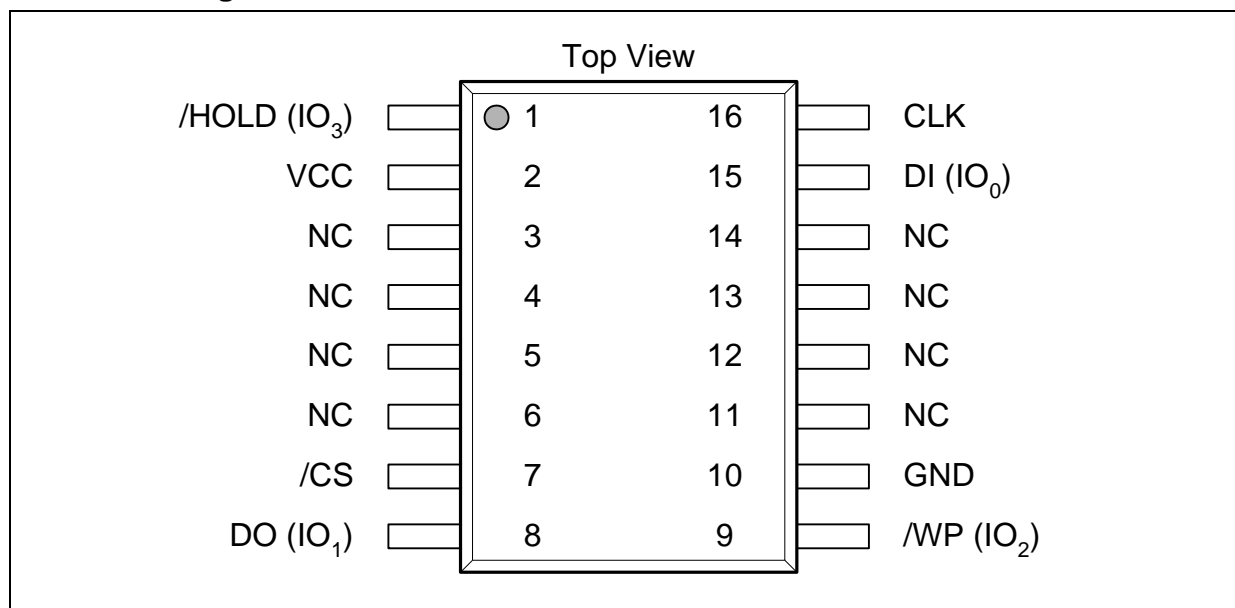 Top View
/HOLD (IO3) 1 16 CLK
VCC 2 15 DI (IO0)
NC 3 14 NC
NC 4 13 NC
NC 5 12 NC
NC 6 11 NC
/CS 7 10 GND
DO (IO1) 8 9 /WP (IO2)